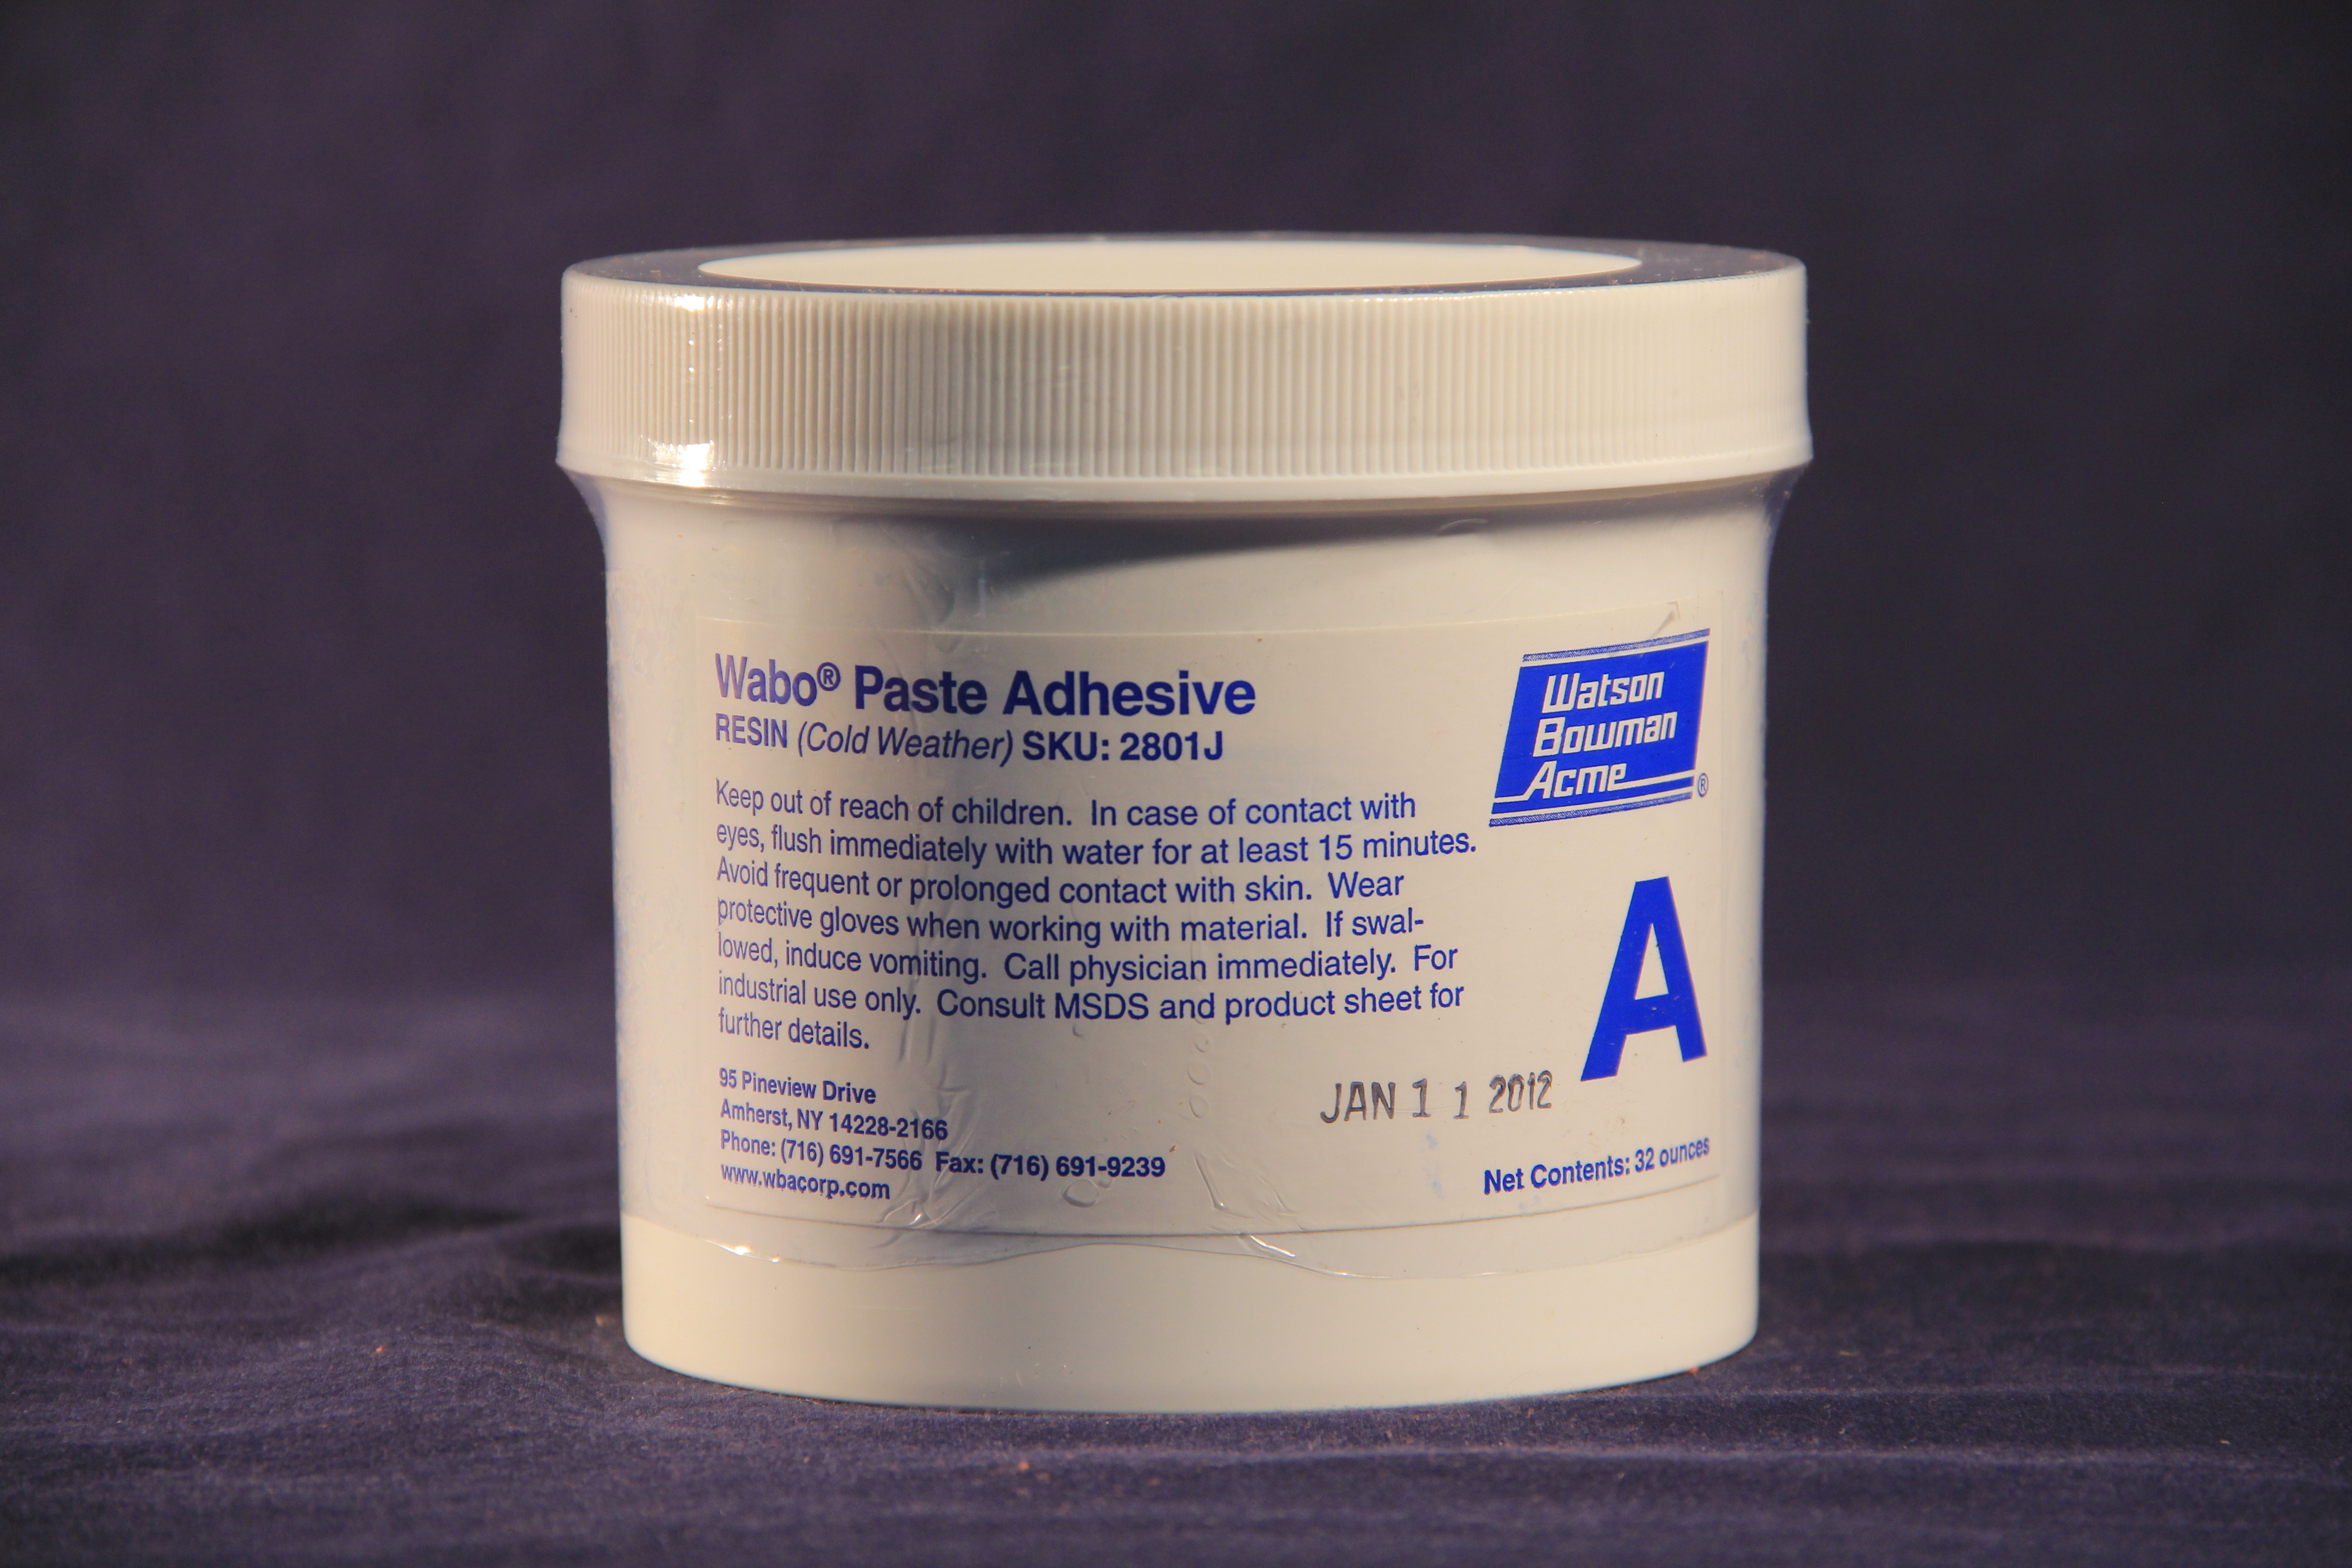 Wabo® Paste Adhesive
RESIN (Cold Weather) SKU: 2801J
Keep out of reach of children. In case of contact with
eyes, flush immediately with water for at least 15 minutes.
Avoid frequent or prolonged contact with skin. Wear
protective gloves when working with material. If swal-
lowed, induce vomiting. Call physician immediately. For
industrial use only. Consult MSDS and product sheet for
further details.
95 Pineview Drive
Amherst, NY 14228-2166
Phone: (716) 691-7566 Fax: (716) 691-9239
www.wbacorp.com
Watson
Bowman
Acme ®
A
JAN 1 1 2012
Net Contents: 32 ounces